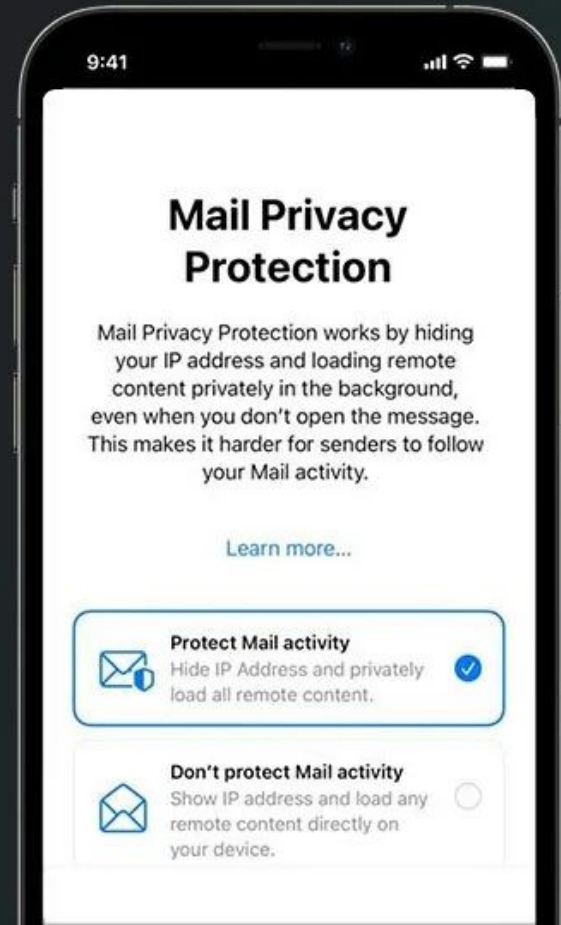 9:41
Mail Privacy
Protection
Mail Privacy Protection works by hiding
your IP address and loading remote
content privately in the background,
even when you don't open the message.
This makes it harder for senders to follow
your Mail activity.
Learn more...
Protect Mail activity
Hide IP Address and privately
load all remote content.
Don't protect Mail activity
Show IP address and load any
remote content directly on
your device.